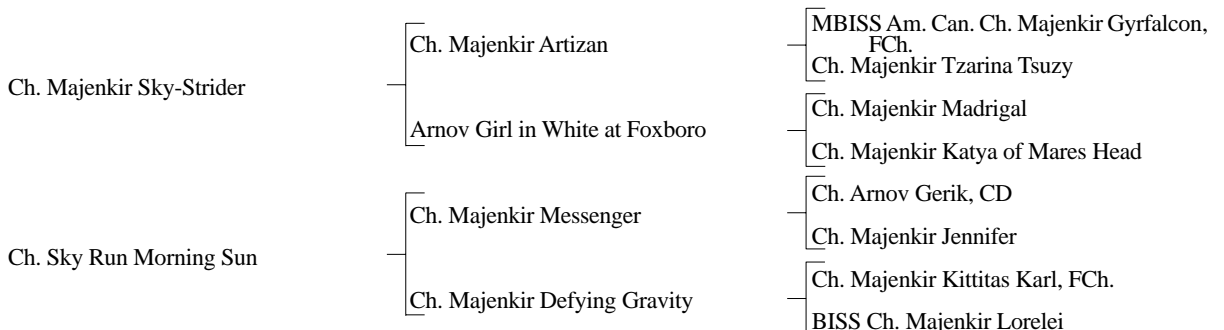 MBISS Am. Can. Ch. Majenkir Gyrfalcon,
FCh.
Ch. Majenkir Artizan
Ch. Majenkir Tzarina Tsuzy
Ch. Majenkir Sky-Strider
Ch. Majenkir Madrigal
Arnov Girl in White at Foxboro
Ch. Majenkir Katya of Mares Head
Ch. Arnov Gerik, CD
Ch. Majenkir Messenger
Ch. Majenkir Jennifer
Ch. Sky Run Morning Sun
Ch. Majenkir Kittitas Karl, FCh.
Ch. Majenkir Defying Gravity
BISS Ch. Majenkir Lorelei